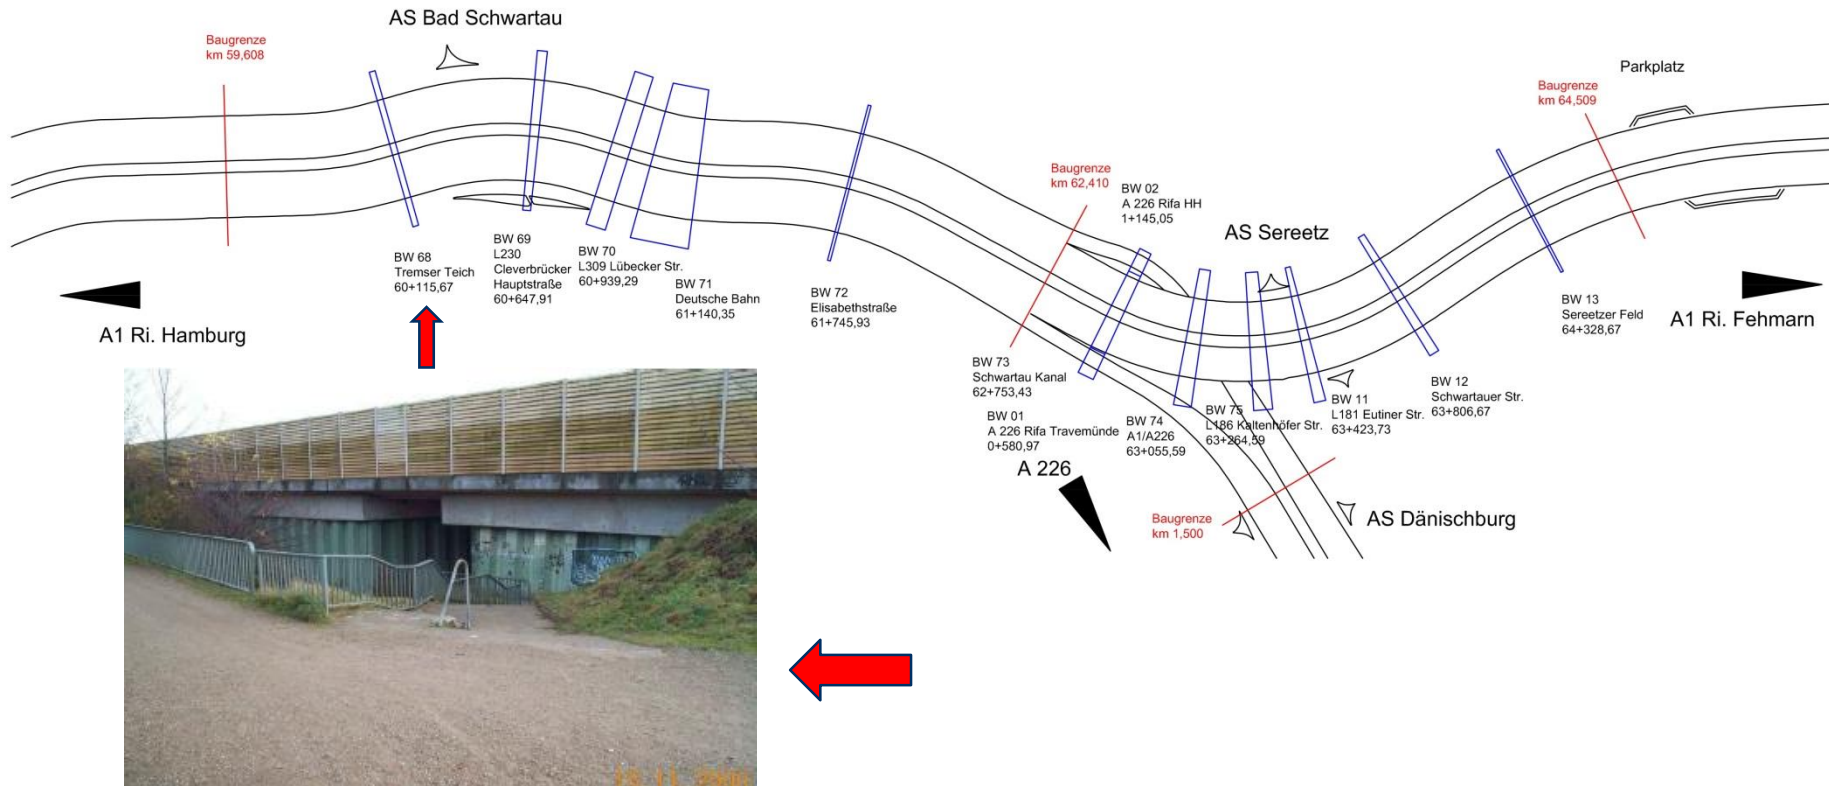 AS Bad Schwartau
Baugrenze
km 59,608
Parkplatz
Baugrenze
km 64,509
Baugrenze
km 62,410
BW 02
A 226 Rifa HH
1+145,05
AS Sereetz
BW 68
Tremser Teich
60+115,67
BW 69
L230
Cleverbrücker
Hauptstraße
60+647,91
BW 70
L309 Lübecker Str.
60+939,29
BW 71
Deutsche Bahn
61+140,35
BW 72
Elisabethstraße
61+745,93
BW 13
Sereetzer Feld
64+328,67
A1 Ri. Hamburg
A1 Ri. Fehmarn
BW 73
Schwartau Kanal
62+753,43
BW 01
A 226 Rifa Travemünde
0+580,97
BW 74
A1/A226
63+055,59
BW 75
L186 Kaltenhöfer Str.
63+264,59
BW 11
L181 Eutiner Str.
63+423,73
BW 12
Schwartauer Str.
63+806,67
A 226
Baugrenze
km 1,500
AS Dänischburg